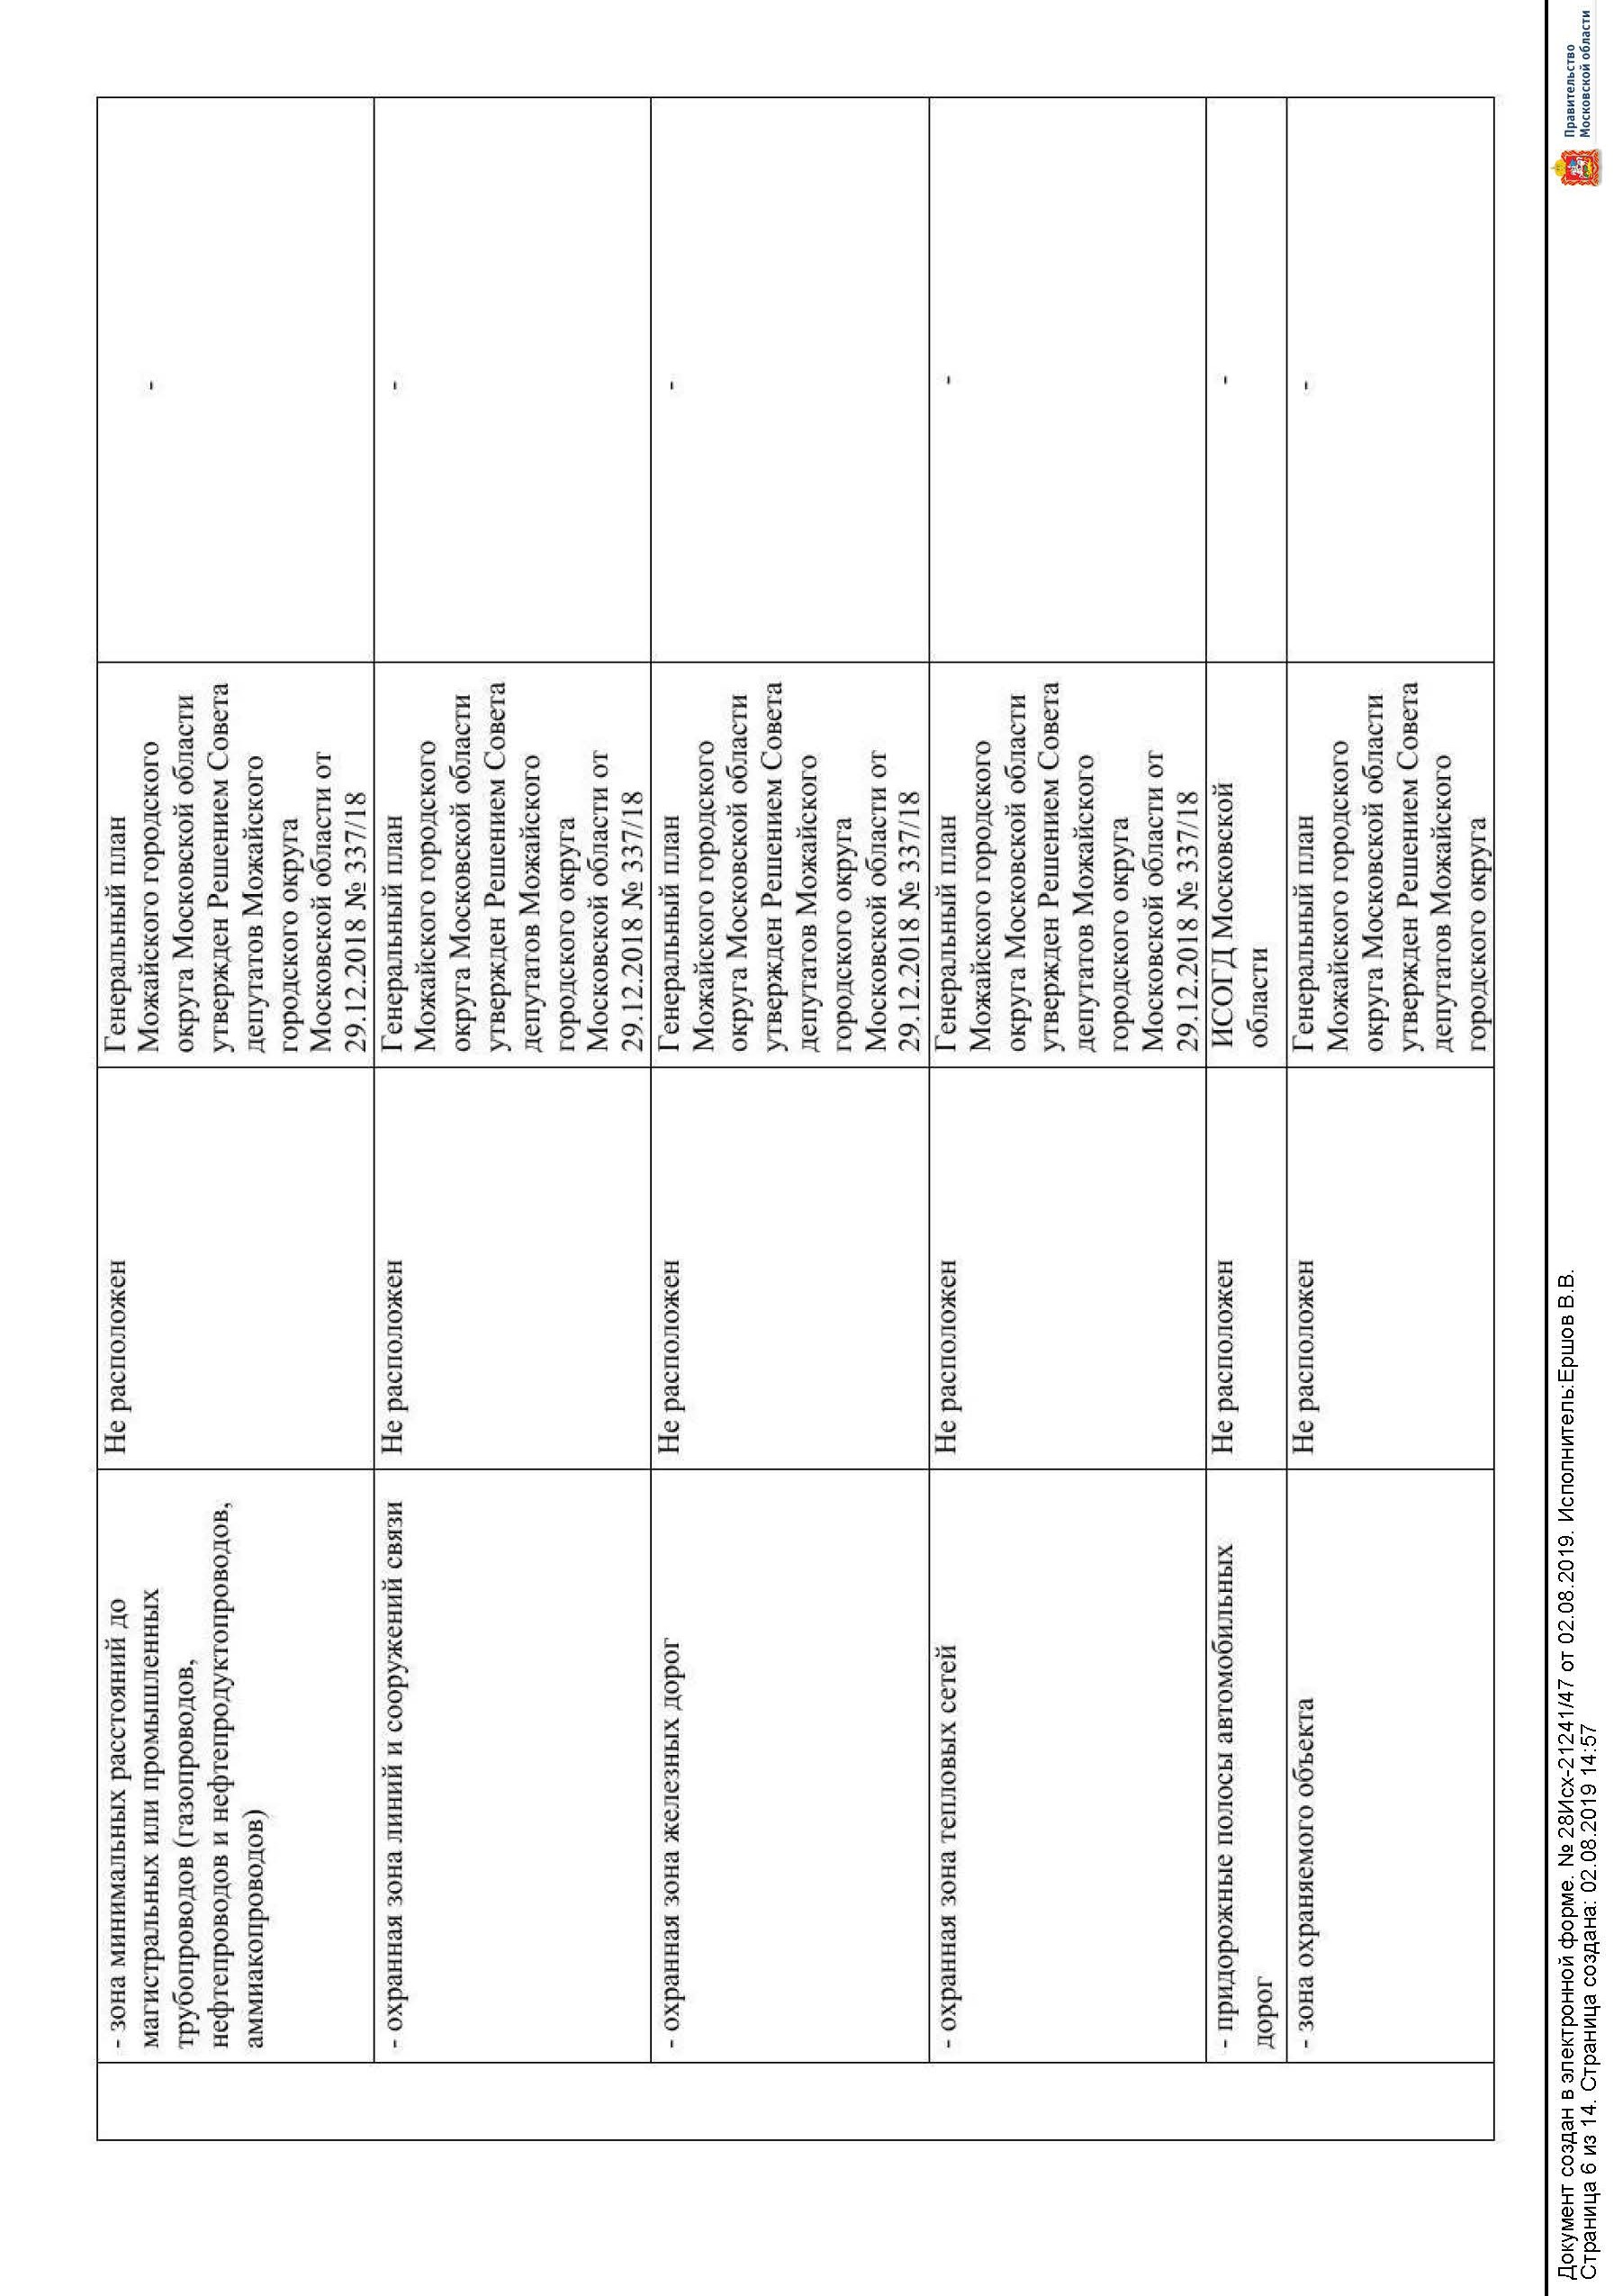 - зона минимальных расстояний до
магистральных или промышленных
трубопроводов (газопроводов,
нефтепроводов и нефтепродуктопроводов,
аммиакопроводов)
Не расположен
Генеральный план
Можайского городского
округа Московской области
утвержден Решением Совета
депутатов Можайского
городского округа
Московской области от
29.12.2018 № 337/18
-
- охранная зона линий и сооружений связи
Не расположен
Генеральный план
Можайского городского
округа Московской области
утвержден Решением Совета
депутатов Можайского
городского округа
Московской области от
29.12.2018 № 337/18
-
- охранная зона железных дорог
Не расположен
Генеральный план
Можайского городского
округа Московской области
утвержден Решением Совета
депутатов Можайского
городского округа
Московской области от
29.12.2018 № 337/18
-
- охранная зона тепловых сетей
Не расположен
Генеральный план
Можайского городского
округа Московской области
утвержден Решением Совета
депутатов Можайского
городского округа
Московской области от
29.12.2018 № 337/18
-
- придорожные полосы автомобильных
дорог
Не расположен
ИСОГД Московской
области
-
- зона охраняемого объекта
Не расположен
Генеральный план
Можайского городского
округа Московской области
утвержден Решением Совета
депутатов Можайского
городского округа
-
Документ создан в электронной форме. № 28Исх-21241/47 от 02.08.2019. Исполнитель:Ершов В.В.
Страница 6 из 14. Страница создана: 02.08.2019 14:57
Правительство
Московской области